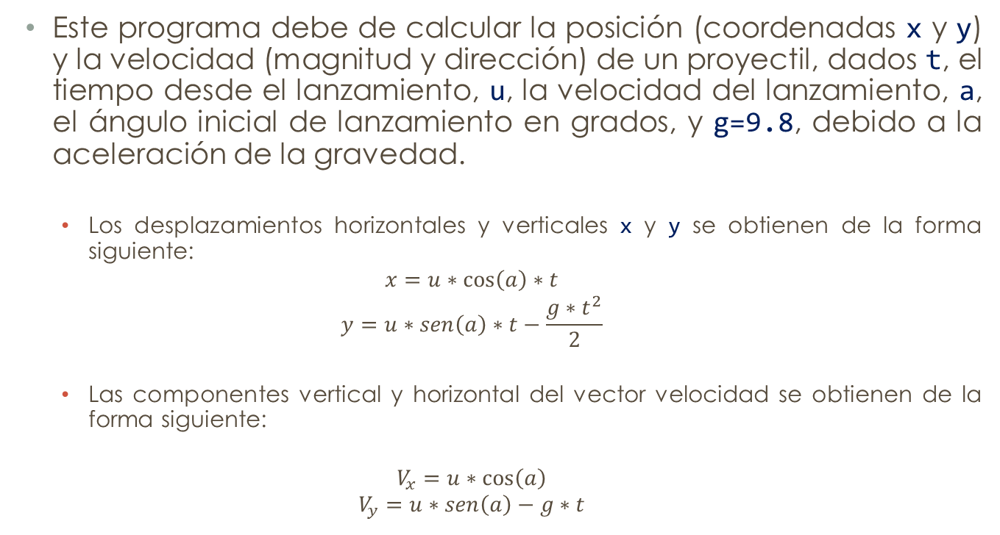 • Este programa debe de calcular la posición (coordenadas x y y)
y la velocidad (magnitud y dirección) de un proyectil, dados t, el
tiempo desde el lanzamiento, u, la velocidad del lanzamiento, a,
el ángulo inicial de lanzamiento en grados, y g=9.8, debido a la
aceleración de la gravedad.
• Los desplazamientos horizontales y verticales x y y se obtienen de la forma
siguiente:
x = u * cos(a) * t
y = u * sen(a) * t − \frac{g * t^2}{2}
• Las componentes vertical y horizontal del vector velocidad se obtienen de la
forma siguiente:
V_x = u * cos(a)
V_y = u * sen(a) − g * t